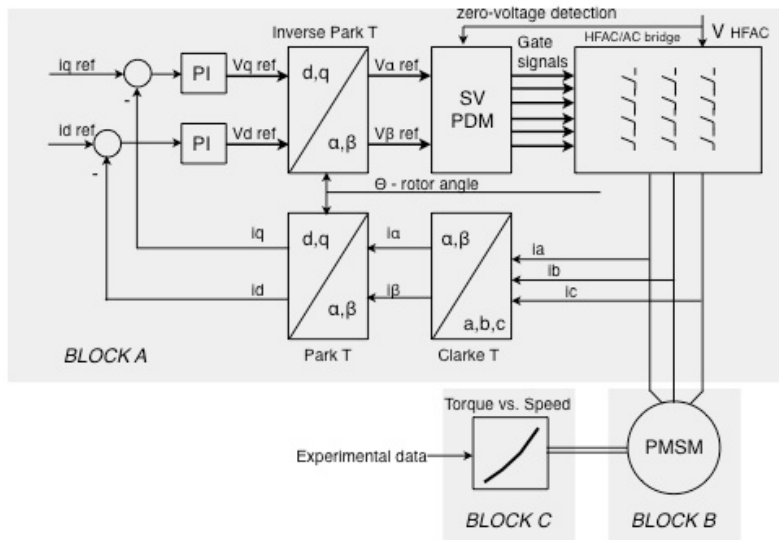 zero-voltage detection
Inverse Park T
Gate
signals
HFAC/AC bridge
V HFAC
iq ref
PI
Vq ref
d,q
Vα ref
SV
PDM
id ref
PI
Vd ref
α,β
Vβ ref
-
-
Θ - rotor angle
iq
d,q
iα
α,β
ia
ib
id
α,β
iβ
a,b,c
ic
BLOCK A
Park T
Clarke T
Torque vs. Speed
Experimental data
PMSM
BLOCK C
BLOCK B